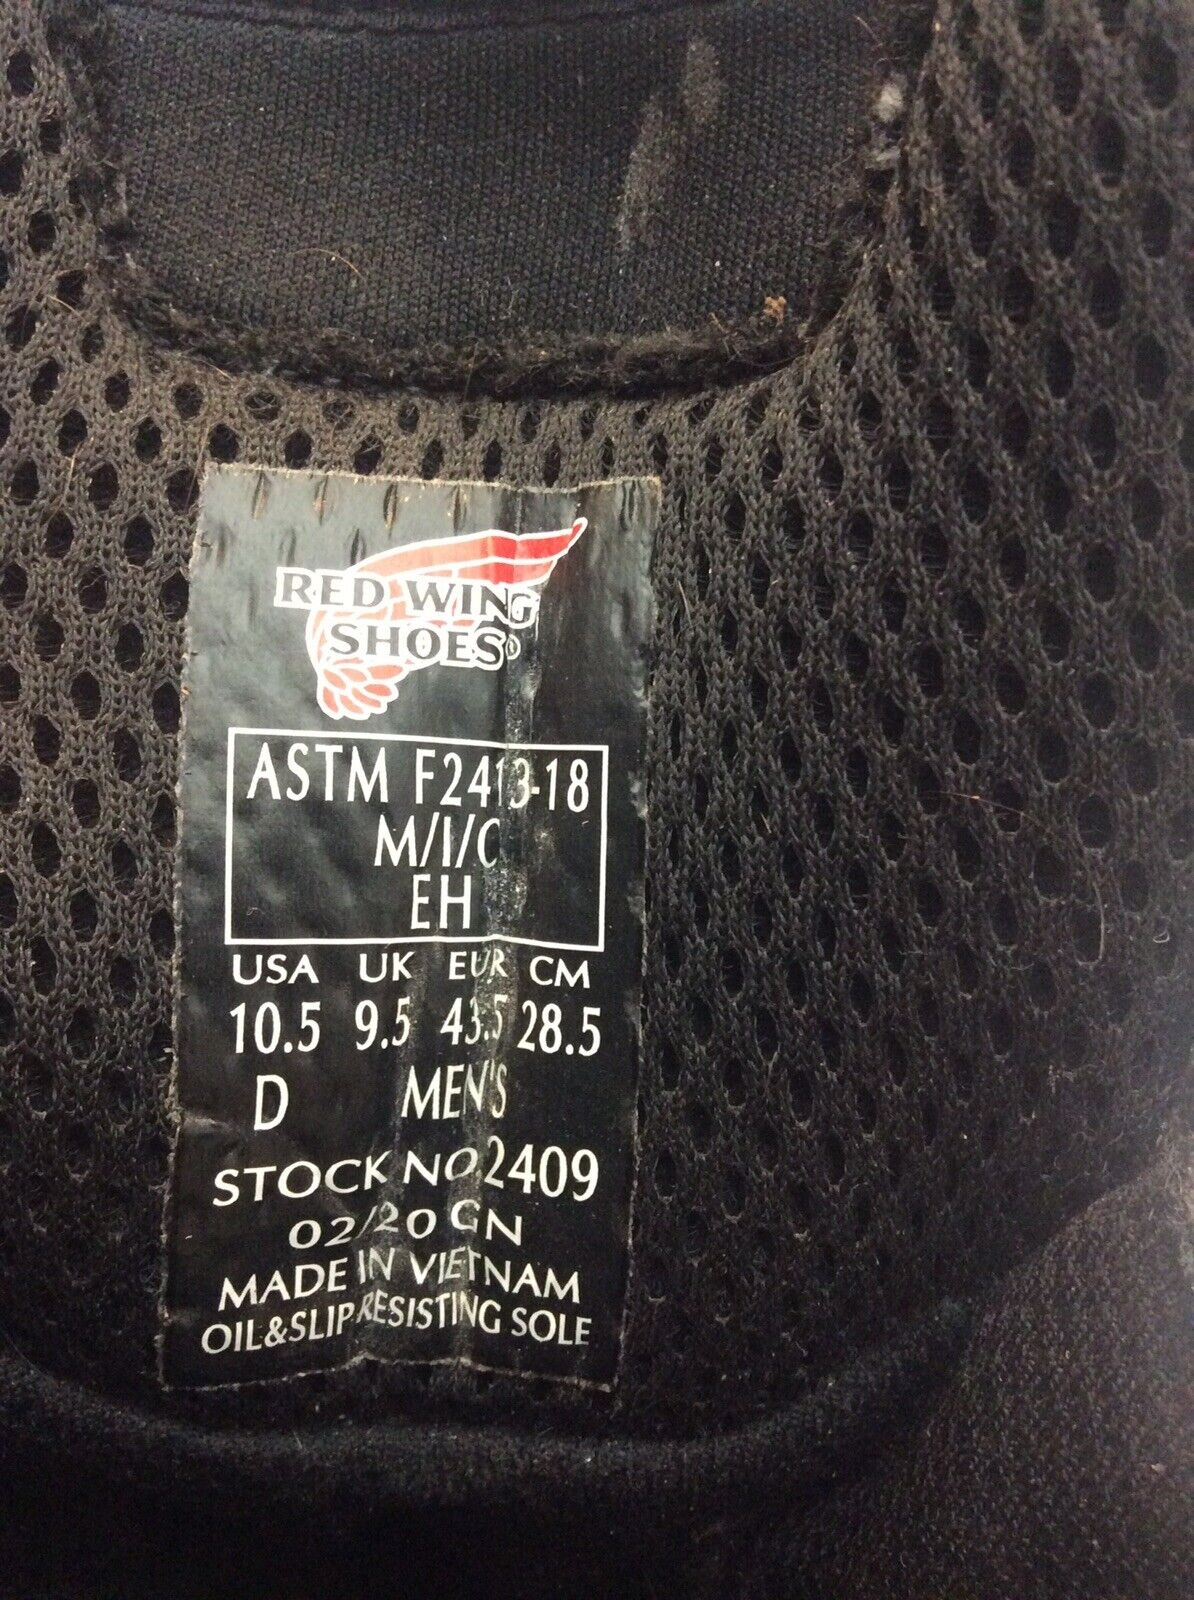 RED WING
SHOES®
ASTM F2413-18
M/I/C
EH
USA UK EUR CM
10.5 9.5 43.5 28.5
D MEN'S
STOCK NO.2409
02/20 GN
MADE IN VIETNAM
OIL&SLIP RESISTING SOLE